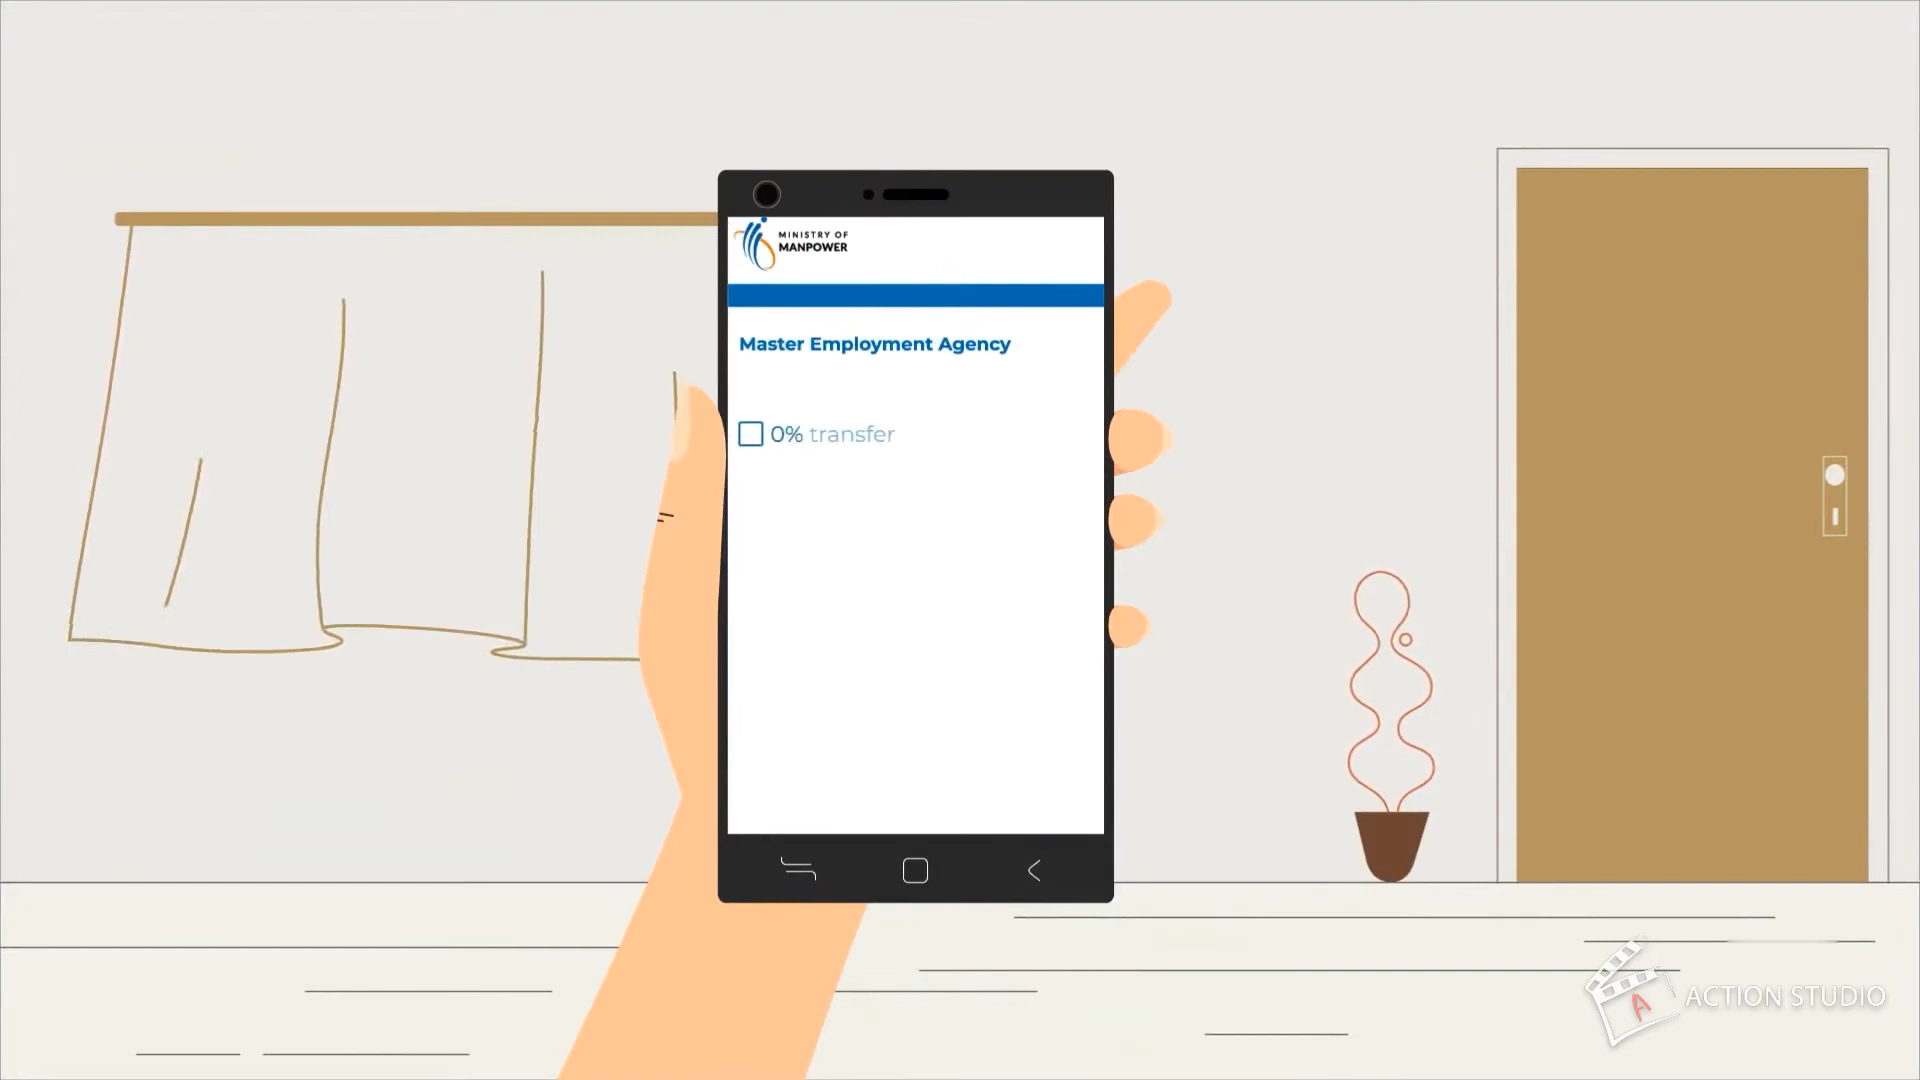 MINISTRY OF
MANPOWER
Master Employment Agency
0% transfer
A
ACTION STUDIO